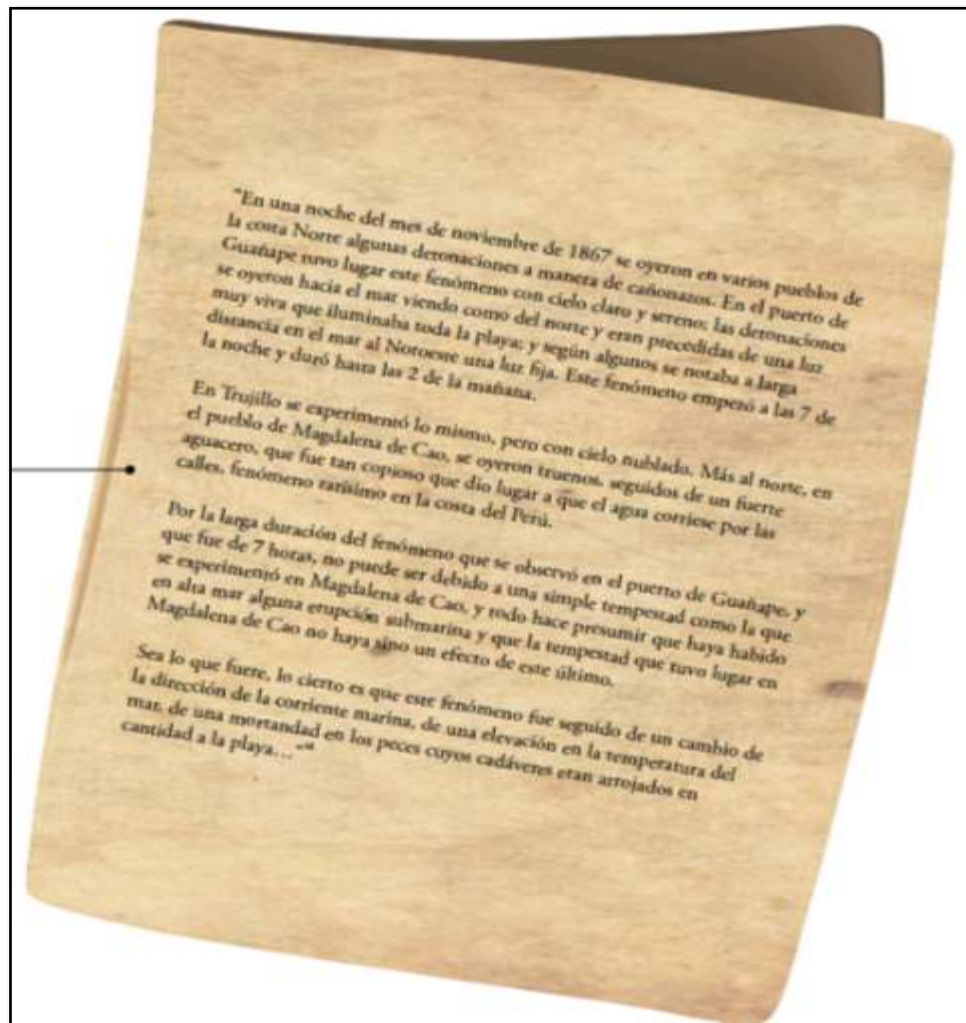 "En una noche del mes de noviembre de 1867 se oyeron en varios pueblos de
la costa Norte algunas detonaciones a manera de cañonazos. En el puerto de
Guañape tuvo lugar este fenómeno con cielo claro y sereno; las detonaciones
se oyeron hacia el mar viendo como del norte y eran precedidas de una luz
muy viva que iluminaba toda la playa; y según algunos se notaba a larga
distancia en el mar al Noroeste una luz fija. Este fenómeno empezó a las 7 de
la noche y duró hasta las 2 de la mañana.
En Trujillo se experimentó lo mismo, pero con cielo nublado. Más al norte, en
el pueblo de Magdalena de Cao, se oyeron truenos, seguidos de un fuerte
aguacero, que fue tan copioso que dio lugar a que el agua corriese por las
calles, fenómeno rarísimo en la costa del Perú.
Por la larga duración del fenómeno que se observó en el puerto de Guañape, y
que fue de 7 horas, no puede ser debido a una simple tempestad como la que
se experimentó en Magdalena de Cao, y todo hace presumir que haya habido
en alta mar alguna erupción submarina y que la tempestad que tuvo lugar en
Magdalena de Cao no haya sino un efecto de este último.
Sea lo que fuere, lo cierto es que este fenómeno fue seguido de un cambio de
la dirección de la corriente marina, de una elevación en la temperatura del
mar, de una mortandad en los peces cuyos cadáveres eran arrojados en
cantidad a la playa..."